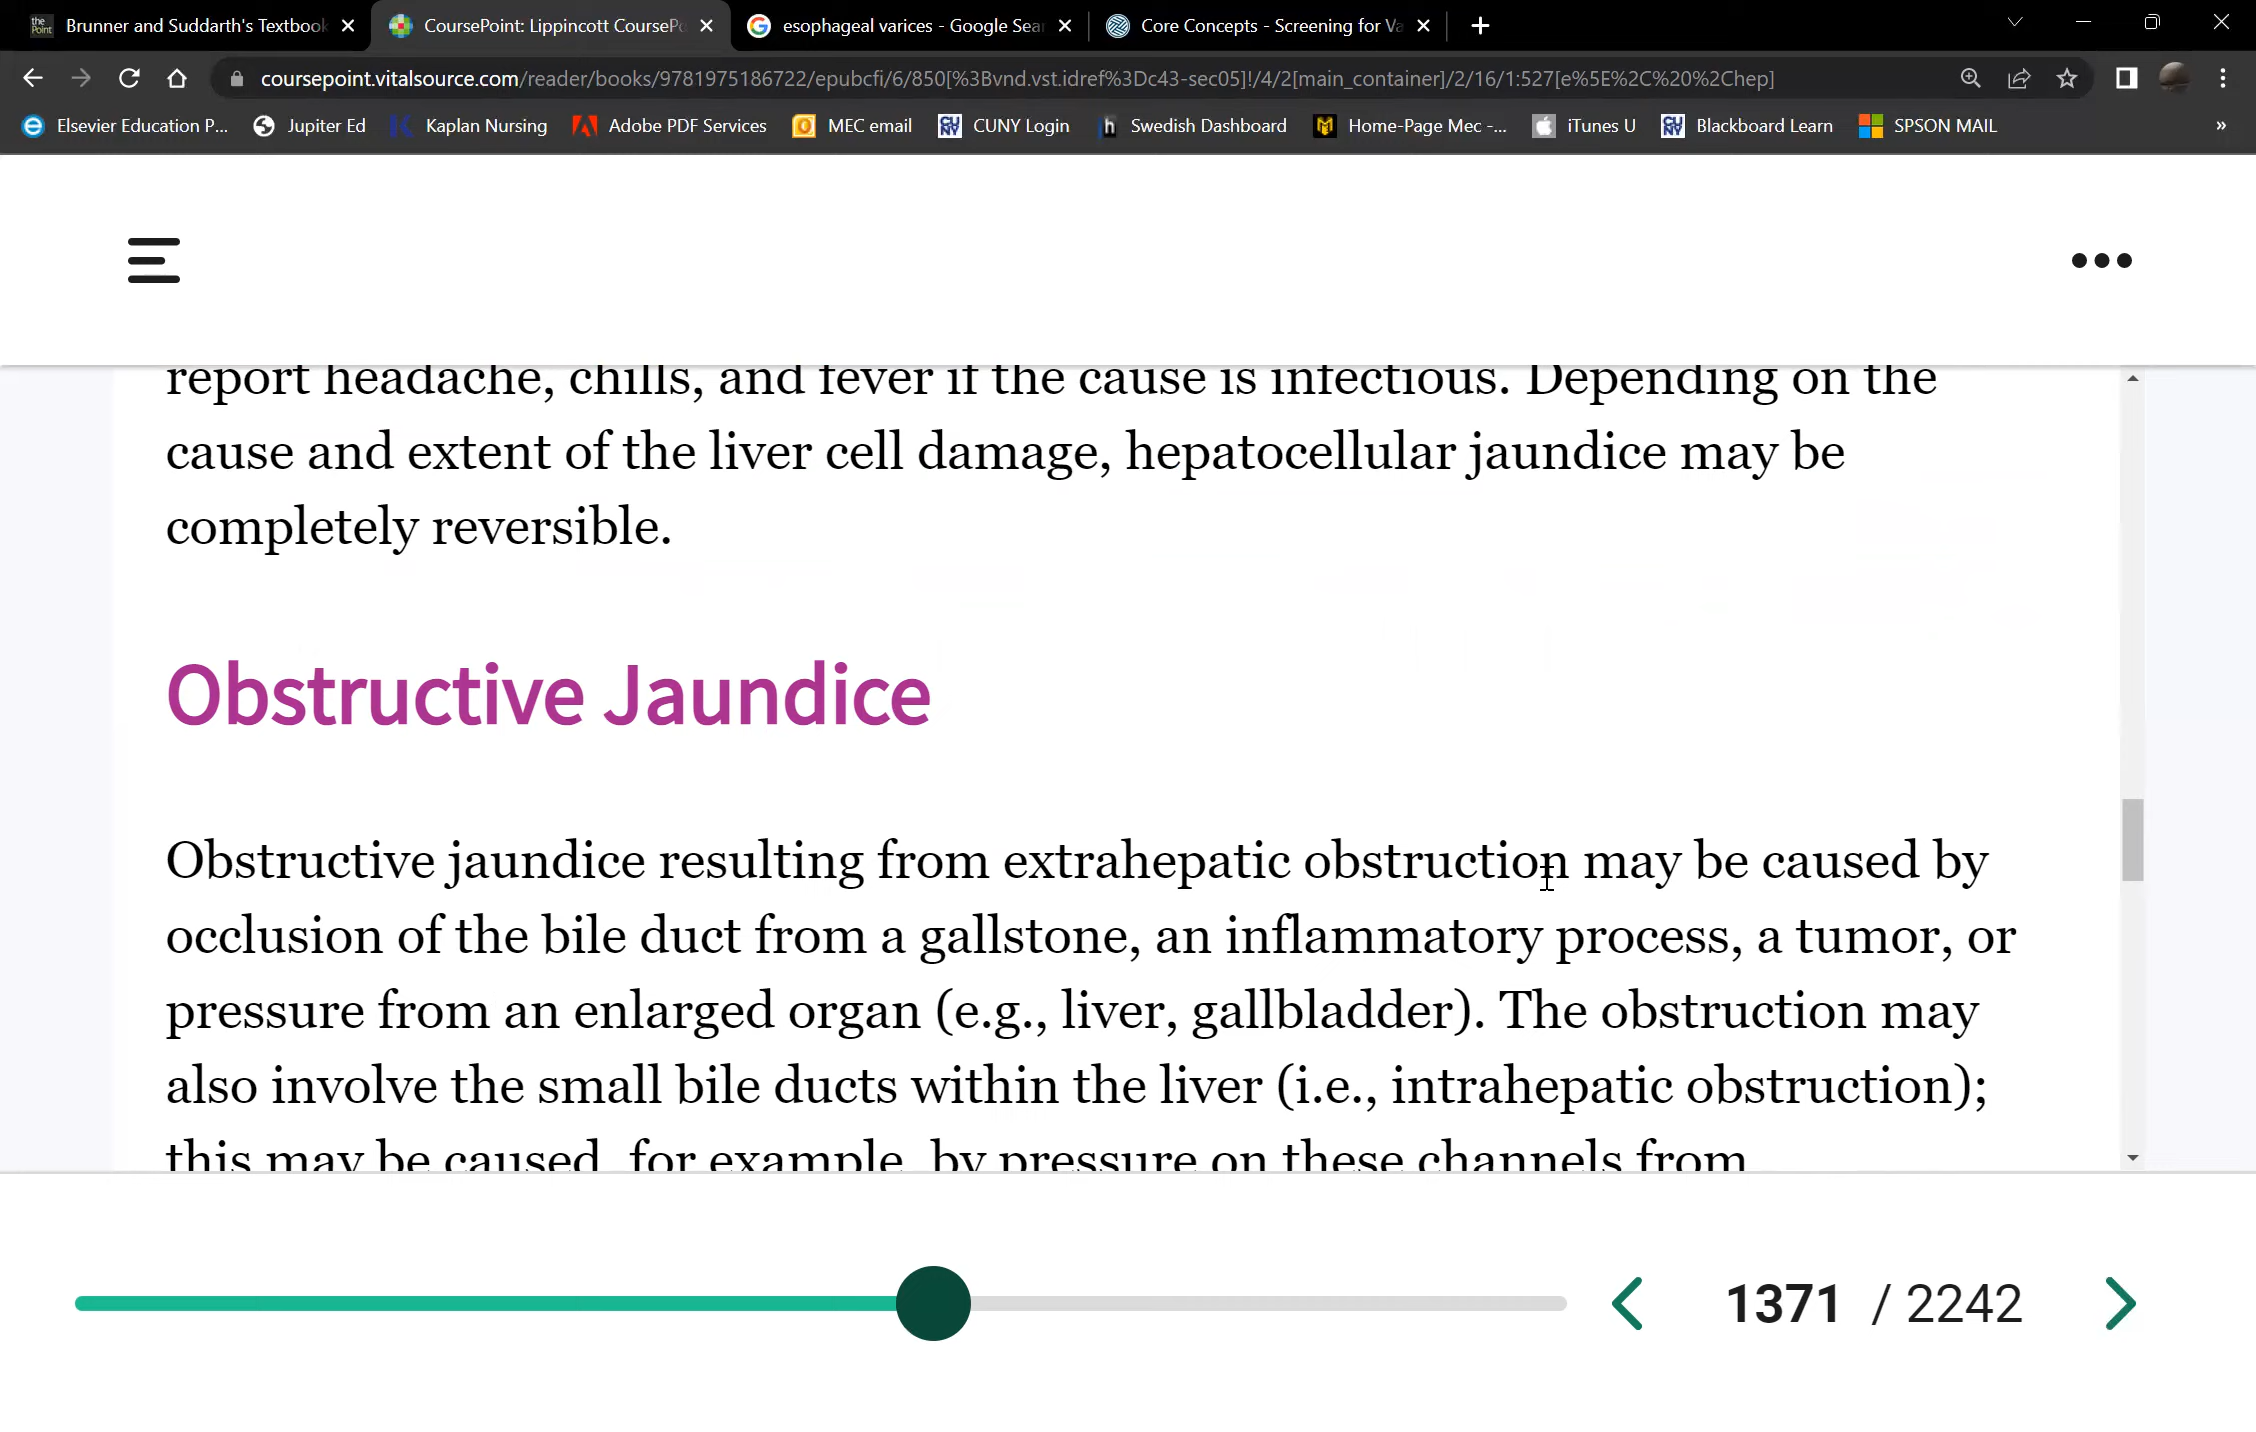 the Point
Brunner and Suddarth's Textbook
CoursePoint: Lippincott CourseP
esophageal varices - Google Sear
Core Concepts - Screening for Va
coursepoint.vitalsource.com/reader/books/9781975186722/epubcfi/6/850[%3Bvnd.vst.idref%3Dc43-sec05]!/4/2[main_container]/2/16/1:527[e%5E%2C%20%2Chep]
Elsevier Education P... Jupiter Ed Kaplan Nursing Adobe PDF Services MEC email CUNY Login Swedish Dashboard Home-Page Mec -... iTunes U Blackboard Learn SPSON MAIL »
report headache, chills, and fever if the cause is infectious. Depending on the
cause and extent of the liver cell damage, hepatocellular jaundice may be
completely reversible.
Obstructive Jaundice
Obstructive jaundice resulting from extrahepatic obstruction may be caused by
occlusion of the bile duct from a gallstone, an inflammatory process, a tumor, or
pressure from an enlarged organ (e.g., liver, gallbladder). The obstruction may
also involve the small bile ducts within the liver (i.e., intrahepatic obstruction);
this may be caused, for example, by pressure on these channels from
1371 / 2242